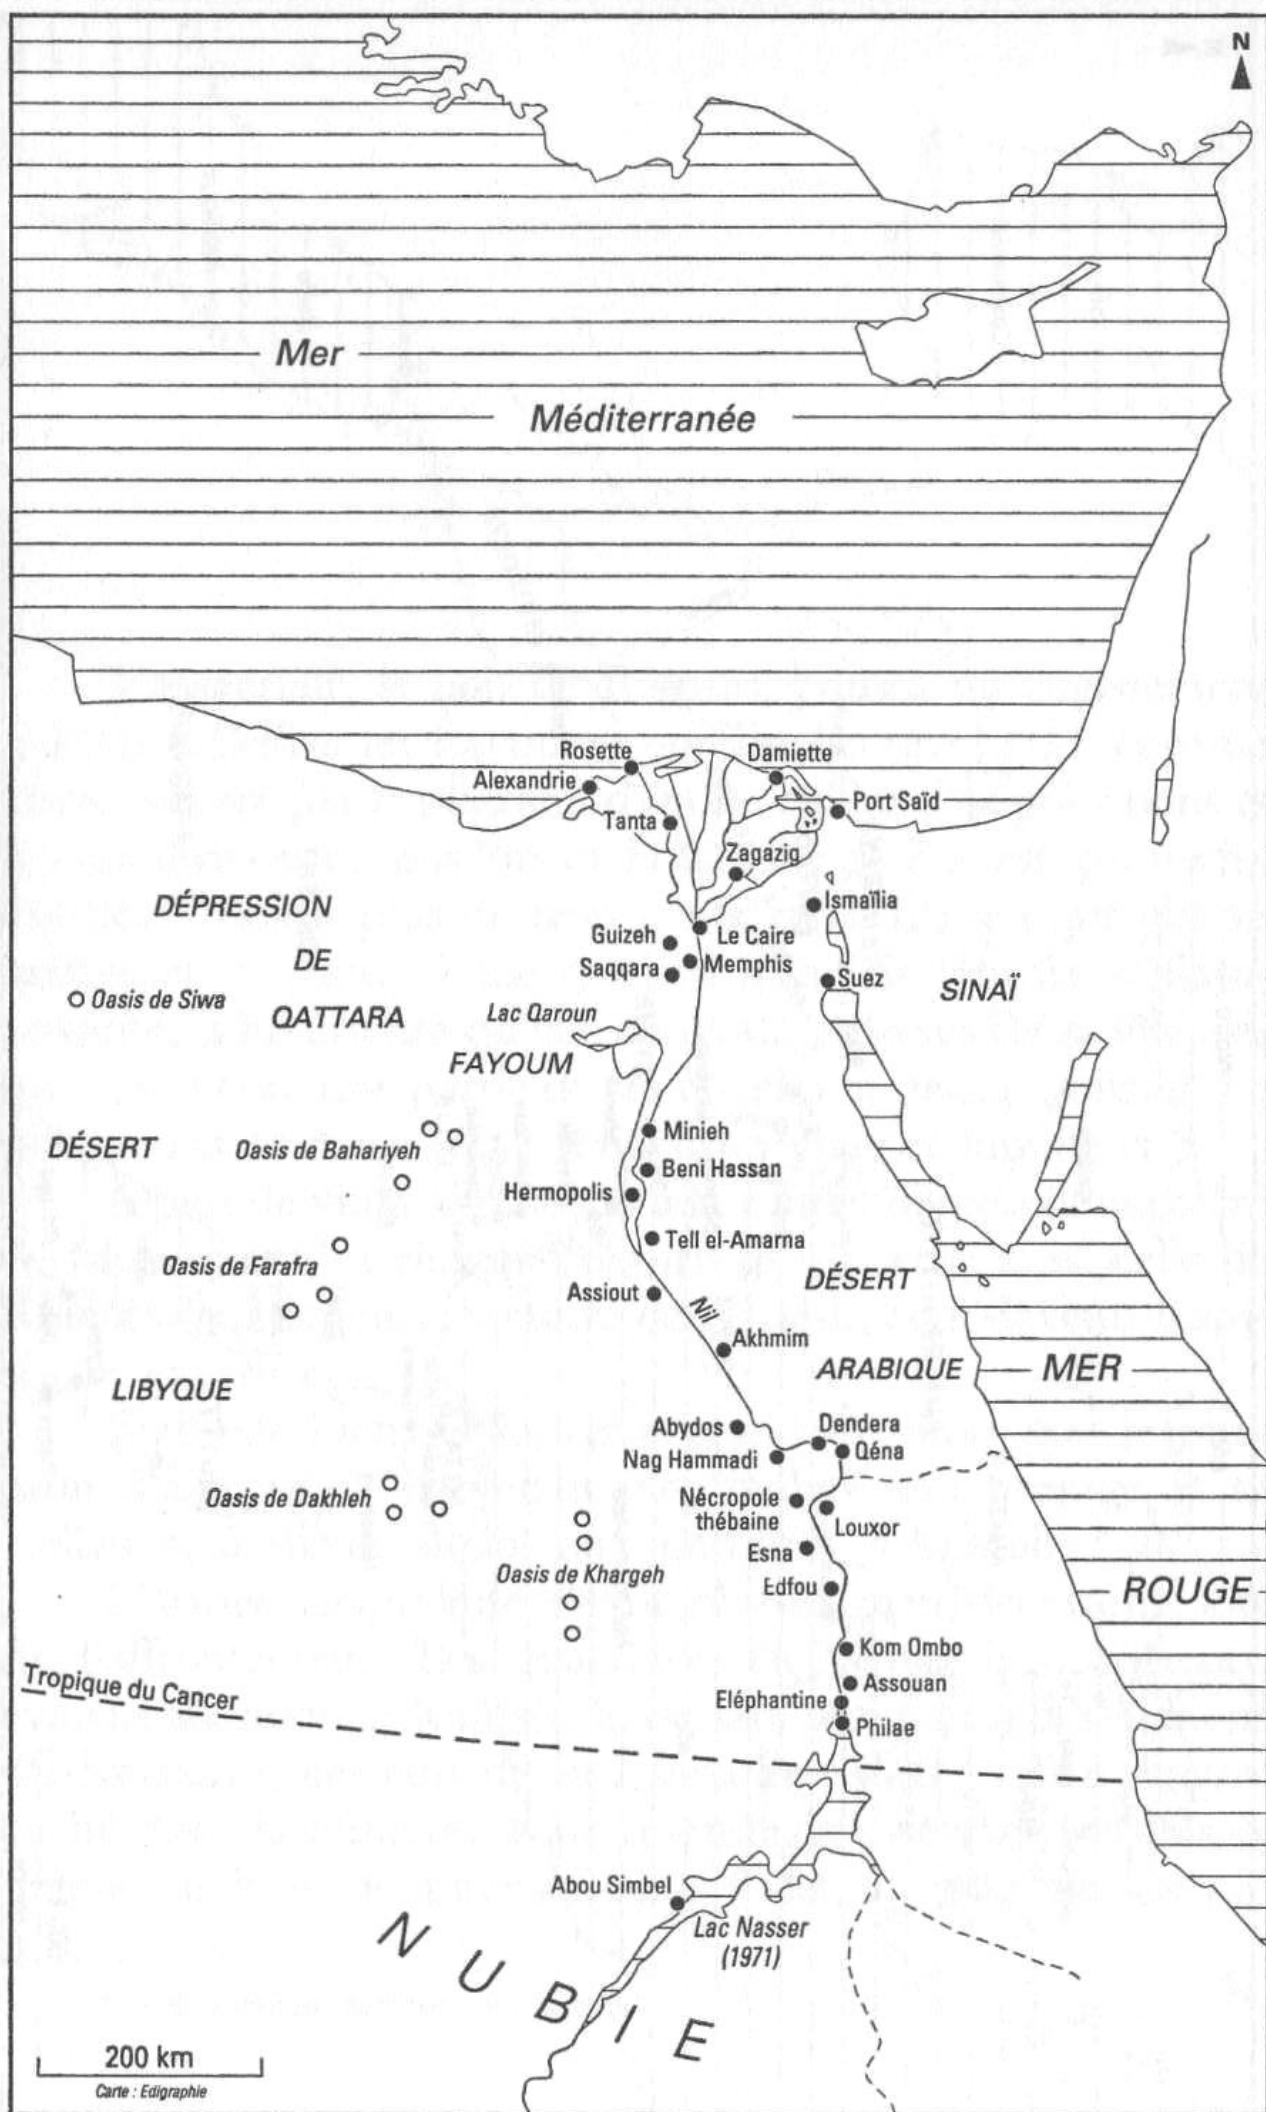 N
Mer
Méditerranée
Rosette
Damiette
Alexandrie
Port Saïd
Tanta
Zagazig
Ismaïlia
DÉPRESSION
DE
QATTARA
Guizeh
Le Caire
Saqqara
Memphis
Suez
SINAÏ
Oasis de Siwa
Lac Qaroun
FAYOUM
Minieh
DÉSERT
Oasis de Bahariyeh
Beni Hassan
Hermopolis
Tell el-Amarna
Oasis de Farafra
DÉSERT
Assiout
Nil
Akhmim
ARABIQUE
MER
LIBYQUE
Abydos
Dendera
Nag Hammadi
Qéna
Oasis de Dakhleh
Nécropole
thébaine
Louxor
Esna
Oasis de Khargeh
Edfou
ROUGE
Kom Ombo
Tropique du Cancer
Assouan
Eléphantine
Philae
Abou Simbel
Lac Nasser
(1971)
NUBIE
200 km
Carte : Edigraphie